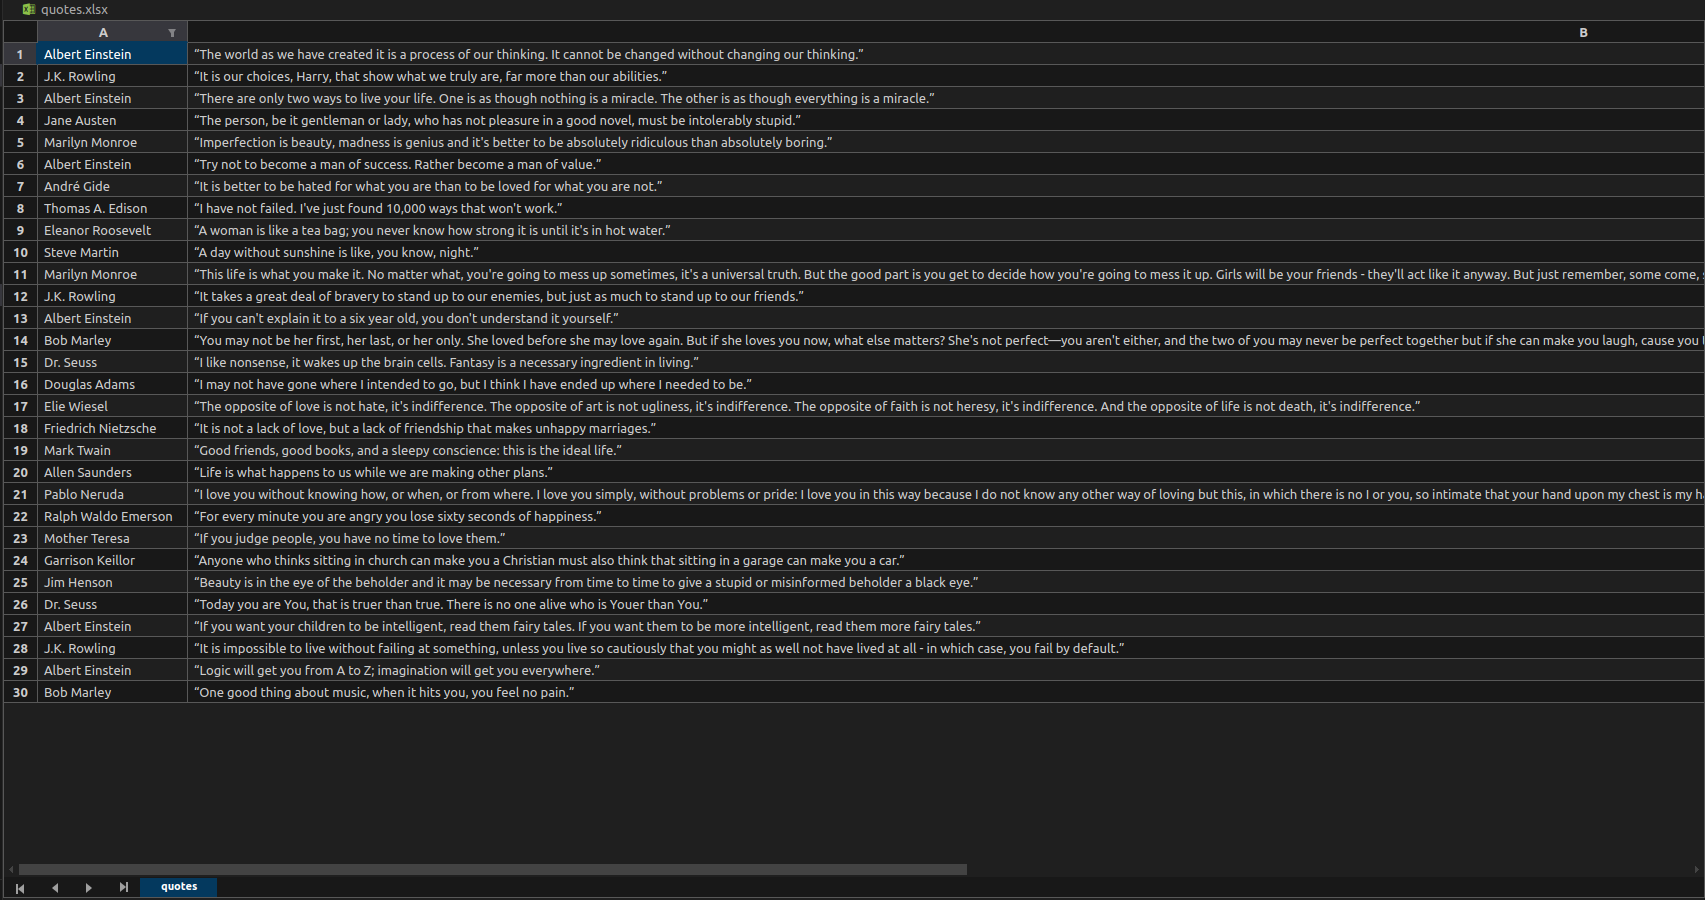 quotes.xlsx
A B
1 Albert Einstein “The world as we have created it is a process of our thinking. It cannot be changed without changing our thinking.”
2 J.K. Rowling “It is our choices, Harry, that show what we truly are, far more than our abilities.”
3 Albert Einstein “There are only two ways to live your life. One is as though nothing is a miracle. The other is as though everything is a miracle.”
4 Jane Austen “The person, be it gentleman or lady, who has not pleasure in a good novel, must be intolerably stupid.”
5 Marilyn Monroe “Imperfection is beauty, madness is genius and it's better to be absolutely ridiculous than absolutely boring.”
6 Albert Einstein “Try not to become a man of success. Rather become a man of value.”
7 André Gide “It is better to be hated for what you are than to be loved for what you are not.”
8 Thomas A. Edison “I have not failed. I've just found 10,000 ways that won't work.”
9 Eleanor Roosevelt “A woman is like a tea bag; you never know how strong it is until it's in hot water.”
10 Steve Martin “A day without sunshine is like, you know, night.”
11 Marilyn Monroe “This life is what you make it. No matter what, you're going to mess up sometimes, it's a universal truth. But the good part is you get to decide how you're going to mess it up. Girls will be your friends - they'll act like it anyway. But just remember, some come,
12 J.K. Rowling “It takes a great deal of bravery to stand up to our enemies, but just as much to stand up to our friends.”
13 Albert Einstein “If you can't explain it to a six year old, you don't understand it yourself.”
14 Bob Marley “You may not be her first, her last, or her only. She loved before she may love again. But if she loves you now, what else matters? She's not perfect—you aren't either, and the two of you may never be perfect together but if she can make you laugh, cause you
15 Dr. Seuss “I like nonsense, it wakes up the brain cells. Fantasy is a necessary ingredient in living.”
16 Douglas Adams “I may not have gone where I intended to go, but I think I have ended up where I needed to be.”
17 Elie Wiesel “The opposite of love is not hate, it's indifference. The opposite of art is not ugliness, it's indifference. The opposite of faith is not heresy, it's indifference. And the opposite of life is not death, it's indifference.”
18 Friedrich Nietzsche “It is not a lack of love, but a lack of friendship that makes unhappy marriages.”
19 Mark Twain “Good friends, good books, and a sleepy conscience: this is the ideal life.”
20 Allen Saunders “Life is what happens to us while we are making other plans.”
21 Pablo Neruda “I love you without knowing how, or when, or from where. I love you simply, without problems or pride: I love you in this way because I do not know any other way of loving but this, in which there is no I or you, so intimate that your hand upon my chest is my
22 Ralph Waldo Emerson “For every minute you are angry you lose sixty seconds of happiness.”
23 Mother Teresa “If you judge people, you have no time to love them.”
24 Garrison Keillor “Anyone who thinks sitting in church can make you a Christian must also think that sitting in a garage can make you a car.”
25 Jim Henson “Beauty is in the eye of the beholder and it may be necessary from time to time to give a stupid or misinformed beholder a black eye.”
26 Dr. Seuss “Today you are You, that is truer than true. There is no one alive who is Youer than You.”
27 Albert Einstein “If you want your children to be intelligent, read them fairy tales. If you want them to be more intelligent, read them more fairy tales.”
28 J.K. Rowling “It is impossible to live without failing at something, unless you live so cautiously that you might as well not have lived at all - in which case, you fail by default.”
29 Albert Einstein “Logic will get you from A to Z; imagination will get you everywhere.”
30 Bob Marley “One good thing about music, when it hits you, you feel no pain.”
quotes